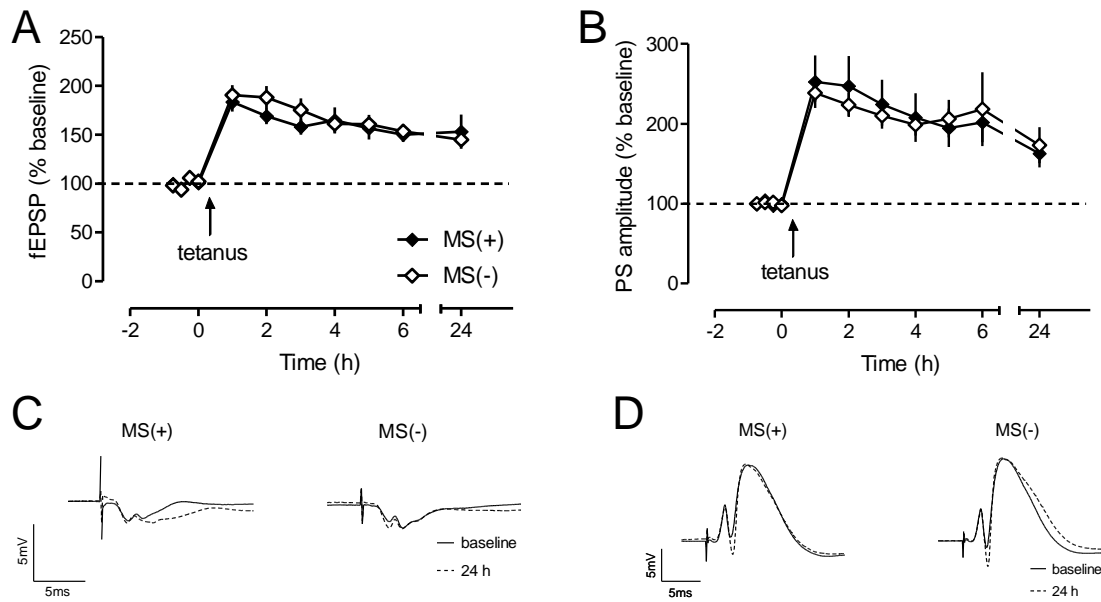 A
fEPSP (% baseline)
250
200
150
100
50
0
tetanus
MS(+)
MS(-)
-2 0 2 4 6 24
Time (h)
B
PS amplitude (% baseline)
300
200
100
0
tetanus
-2 0 2 4 6 24
Time (h)
C
MS(+) MS(-)
5mV
5ms
baseline
24 h
D
MS(+) MS(-)
5mV
5ms
baseline
24 h